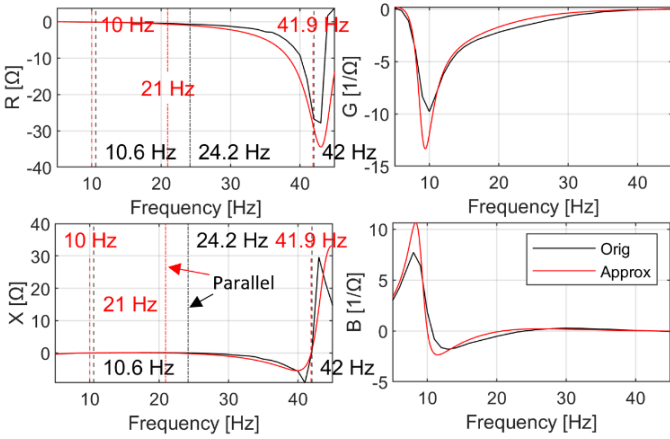 0
-10
-20
-30
-40
R [Ω]
10 Hz
41.9 Hz
21 Hz
10.6 Hz
24.2 Hz
42 Hz
10
20
30
40
Frequency [Hz]
0
-5
-10
-15
G [1/Ω]
10
20
30
40
Frequency [Hz]
40
30
20
10
0
X [Ω]
10 Hz
24.2 Hz
41.9 Hz
Parallel
21 Hz
10.6 Hz
42 Hz
10
20
30
40
Frequency [Hz]
10
5
0
-5
B [1/Ω]
Orig
Approx
10
20
30
40
Frequency [Hz]